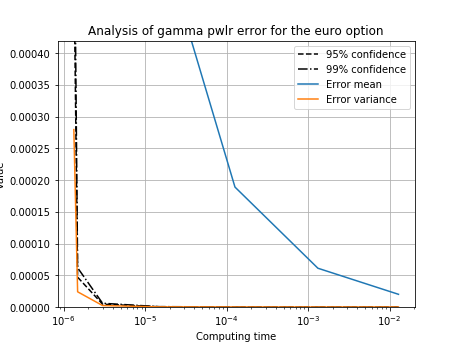 Analysis of gamma pwlr error for the euro option
95% confidence
99% confidence
Error mean
Error variance
0.00040
0.00035
0.00030
0.00025
0.00020
0.00015
0.00010
0.00005
0.00000
10⁻⁶ 10⁻⁵ 10⁻⁴ 10⁻³ 10⁻²
Computing time